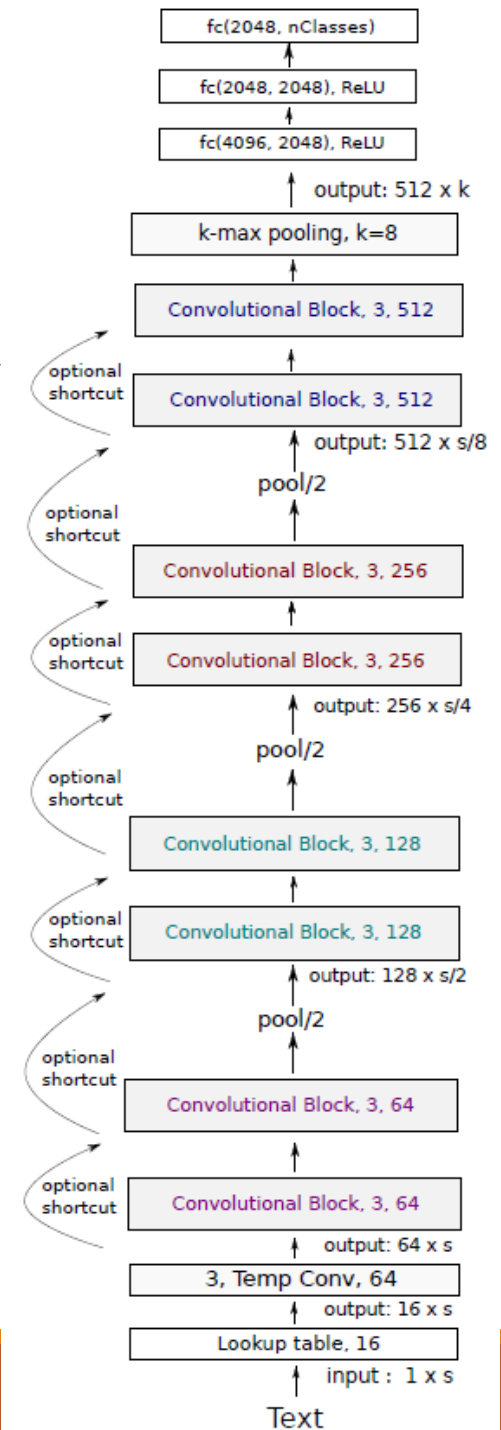 fc(2048, nClasses)
fc(2048, 2048), ReLU
fc(4096, 2048), ReLU
output: 512 x k
k-max pooling, k=8
Convolutional Block, 3, 512
optional
shortcut
Convolutional Block, 3, 512
output: 512 x s/8
pool/2
optional
shortcut
Convolutional Block, 3, 256
optional
shortcut
Convolutional Block, 3, 256
output: 256 x s/4
pool/2
optional
shortcut
Convolutional Block, 3, 128
optional
shortcut
Convolutional Block, 3, 128
output: 128 x s/2
pool/2
optional
shortcut
Convolutional Block, 3, 64
optional
shortcut
Convolutional Block, 3, 64
output: 64 x s
3, Temp Conv, 64
output: 16 x s
Lookup table, 16
input : 1 x s
Text